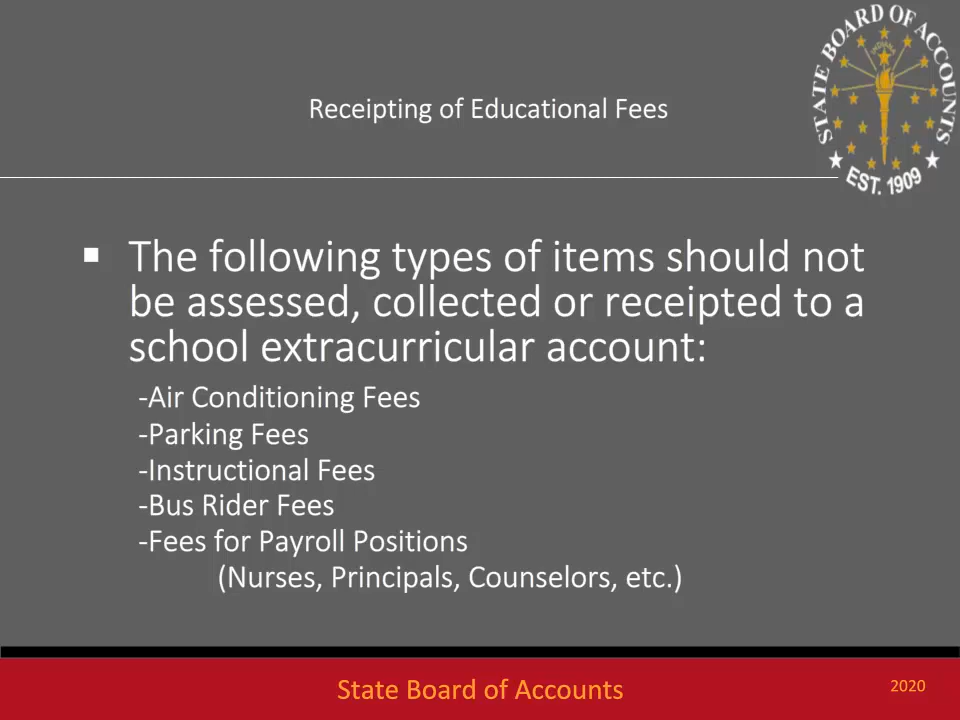 STATE BOARD OF ACCOUNTS
INDIANA
EST. 1909
Receipting of Educational Fees
▪ The following types of items should not
be assessed, collected or receipted to a
school extracurricular account:
-Air Conditioning Fees
-Parking Fees
-Instructional Fees
-Bus Rider Fees
-Fees for Payroll Positions
(Nurses, Principals, Counselors, etc.)
State Board of Accounts
2020